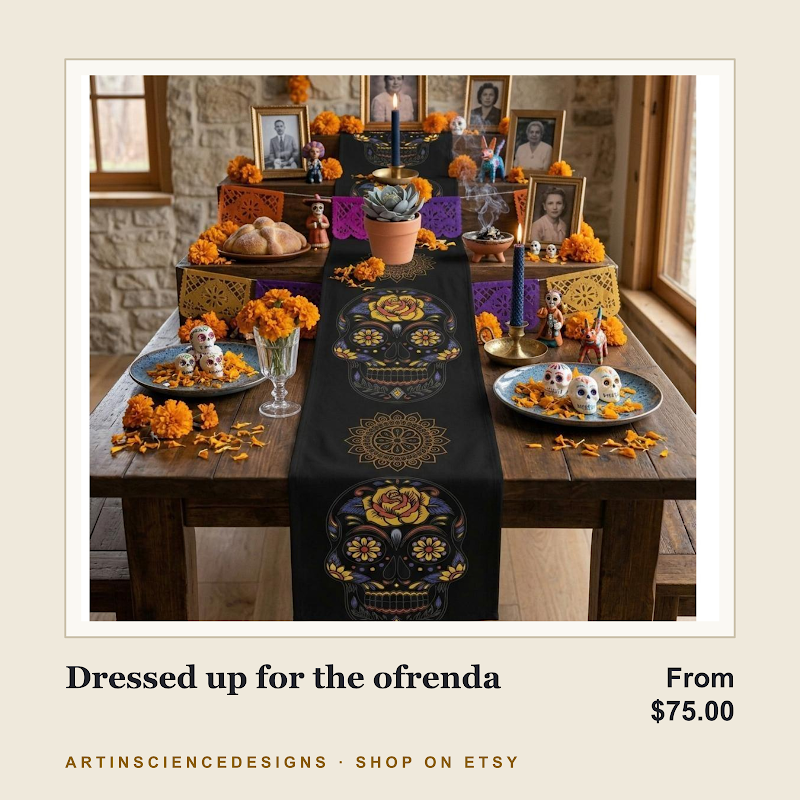 Dressed up for the ofrenda
From
$75.00
ARTINSCIENCEDESIGNS · SHOP ON ETSY